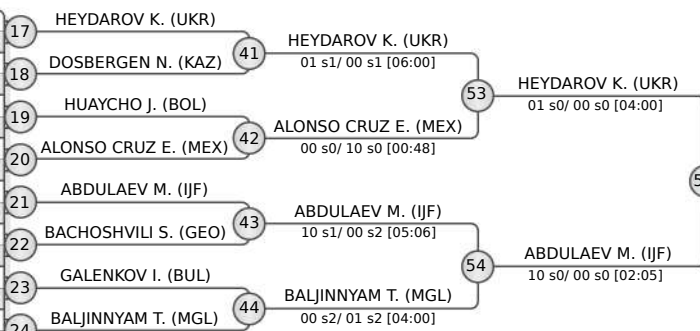 17
HEYDAROV K. (UKR)
18
DOSBERGEN N. (KAZ)
41
HEYDAROV K. (UKR)
01 s1/ 00 s1 [06:00]
19
HUAYCHO J. (BOL)
20
ALONSO CRUZ E. (MEX)
42
ALONSO CRUZ E. (MEX)
00 s0/ 10 s0 [00:48]
53
HEYDAROV K. (UKR)
01 s0/ 00 s0 [04:00]
21
ABDULAEV M. (IJF)
22
BACHOSHVILI S. (GEO)
43
ABDULAEV M. (IJF)
10 s1/ 00 s2 [05:06]
23
GALENKOV I. (BUL)
24
BALJINNYAM T. (MGL)
44
BALJINNYAM T. (MGL)
00 s2/ 01 s2 [04:00]
54
ABDULAEV M. (IJF)
10 s0/ 00 s0 [02:05]